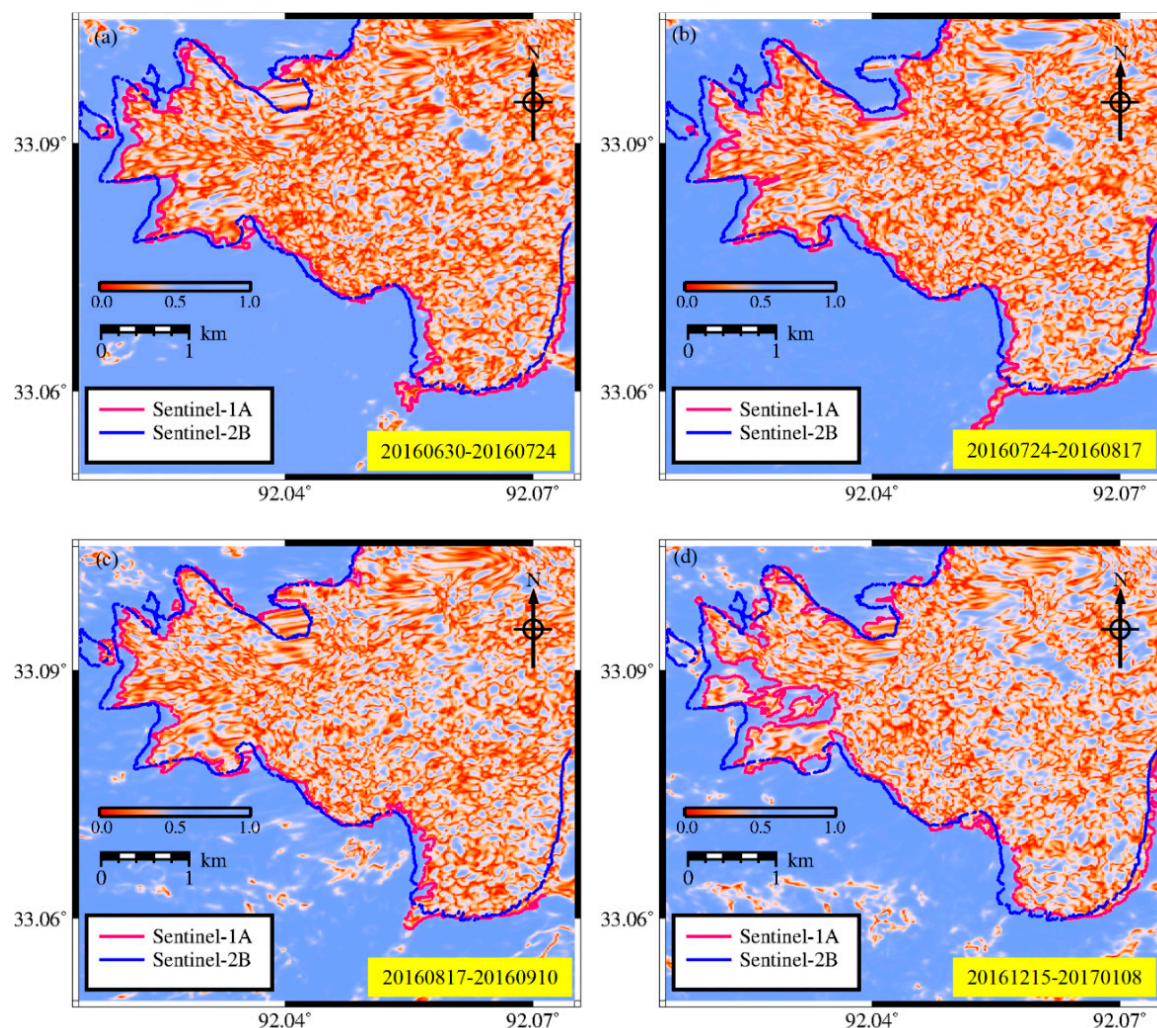 (a)
N
33.09°
0.0 0.5 1.0
km
0 1
33.06°
Sentinel-1A
Sentinel-2B
20160630-20160724
92.04° 92.07°
(b)
N
33.09°
0.0 0.5 1.0
km
0 1
33.06°
Sentinel-1A
Sentinel-2B
20160724-20160817
92.04° 92.07°
(c)
N
33.09°
0.0 0.5 1.0
km
0 1
33.06°
Sentinel-1A
Sentinel-2B
20160817-20160910
92.04° 92.07°
(d)
N
33.09°
0.0 0.5 1.0
km
0 1
33.06°
Sentinel-1A
Sentinel-2B
20161215-20170108
92.04° 92.07°